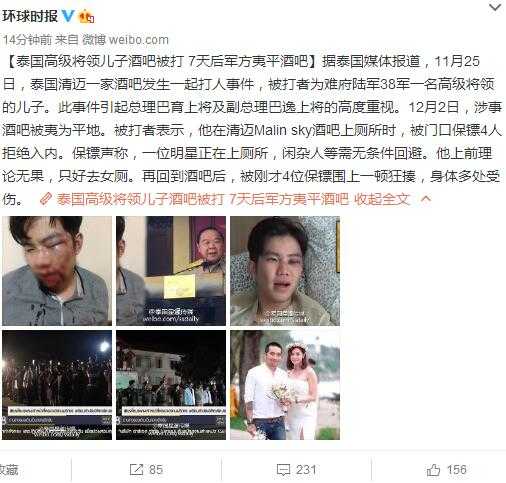 环球时报
14分钟前 来自 微博 weibo.com
【泰国高级将领儿子酒吧被打 7天后军方夷平酒吧】据泰国媒体报道，11月25
日，泰国清迈一家酒吧发生一起打人事件，被打者为难府陆军38军一名高级将领
的儿子。此事件引起总理巴育上将及副总理巴逸上将的高度重视。12月2日，涉事
酒吧被夷为平地。被打者表示，他在清迈Malin sky酒吧上厕所时，被门口保镖4人
拒绝入内。保镖声称，一位明星正在上厕所，闲杂人等需无条件回避。他上前理
论无果，只好去女厕。再回到酒吧后，被刚才4位保镖围上一顿狂揍，身体多处受
伤。 泰国高级将领儿子酒吧被打 7天后军方夷平酒吧 收起全文
weibo.com/ssdaily
收藏
85
231
156